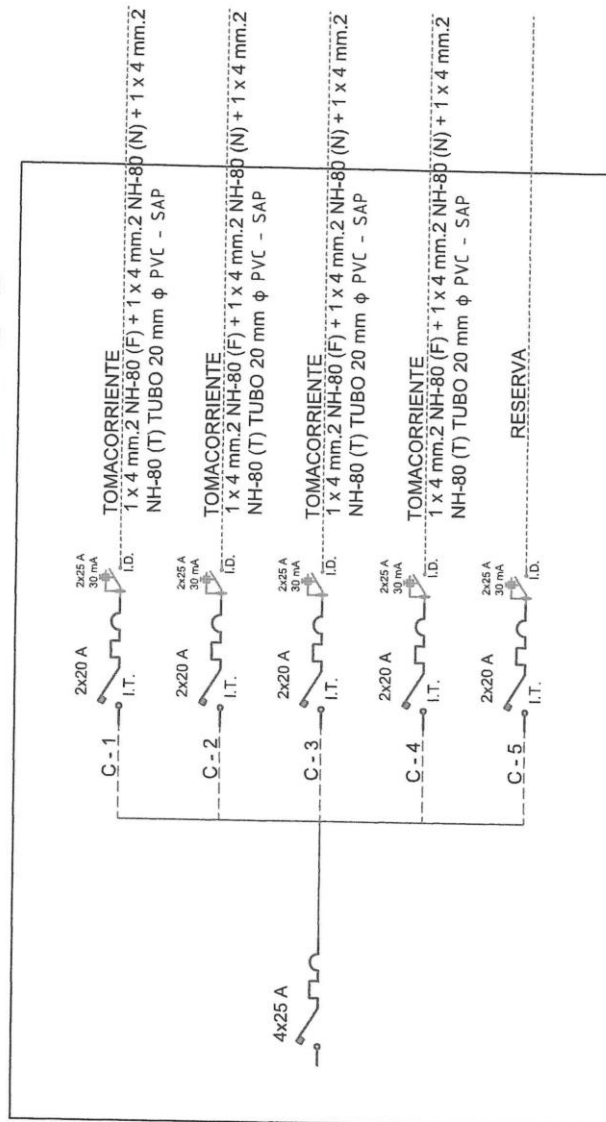 4x25 A
C - 1
2x20 A
I.T.
2x25 A
30 mA
I.D.
TOMACORRIENTE
1 x 4 mm.2 NH-80 (F) + 1 x 4 mm.2 NH-80 (N) + 1 x 4 mm.2
NH-80 (T) TUBO 20 mm ϕ PVC - SAP
C - 2
2x20 A
I.T.
2x25 A
30 mA
I.D.
TOMACORRIENTE
1 x 4 mm.2 NH-80 (F) + 1 x 4 mm.2 NH-80 (N) + 1 x 4 mm.2
NH-80 (T) TUBO 20 mm ϕ PVC - SAP
C - 3
2x20 A
I.T.
2x25 A
30 mA
I.D.
TOMACORRIENTE
1 x 4 mm.2 NH-80 (F) + 1 x 4 mm.2 NH-80 (N) + 1 x 4 mm.2
NH-80 (T) TUBO 20 mm ϕ PVC - SAP
C - 4
2x20 A
I.T.
2x25 A
30 mA
I.D.
TOMACORRIENTE
1 x 4 mm.2 NH-80 (F) + 1 x 4 mm.2 NH-80 (N) + 1 x 4 mm.2
NH-80 (T) TUBO 20 mm ϕ PVC - SAP
C - 5
2x20 A
I.T.
2x25 A
30 mA
I.D.
RESERVA